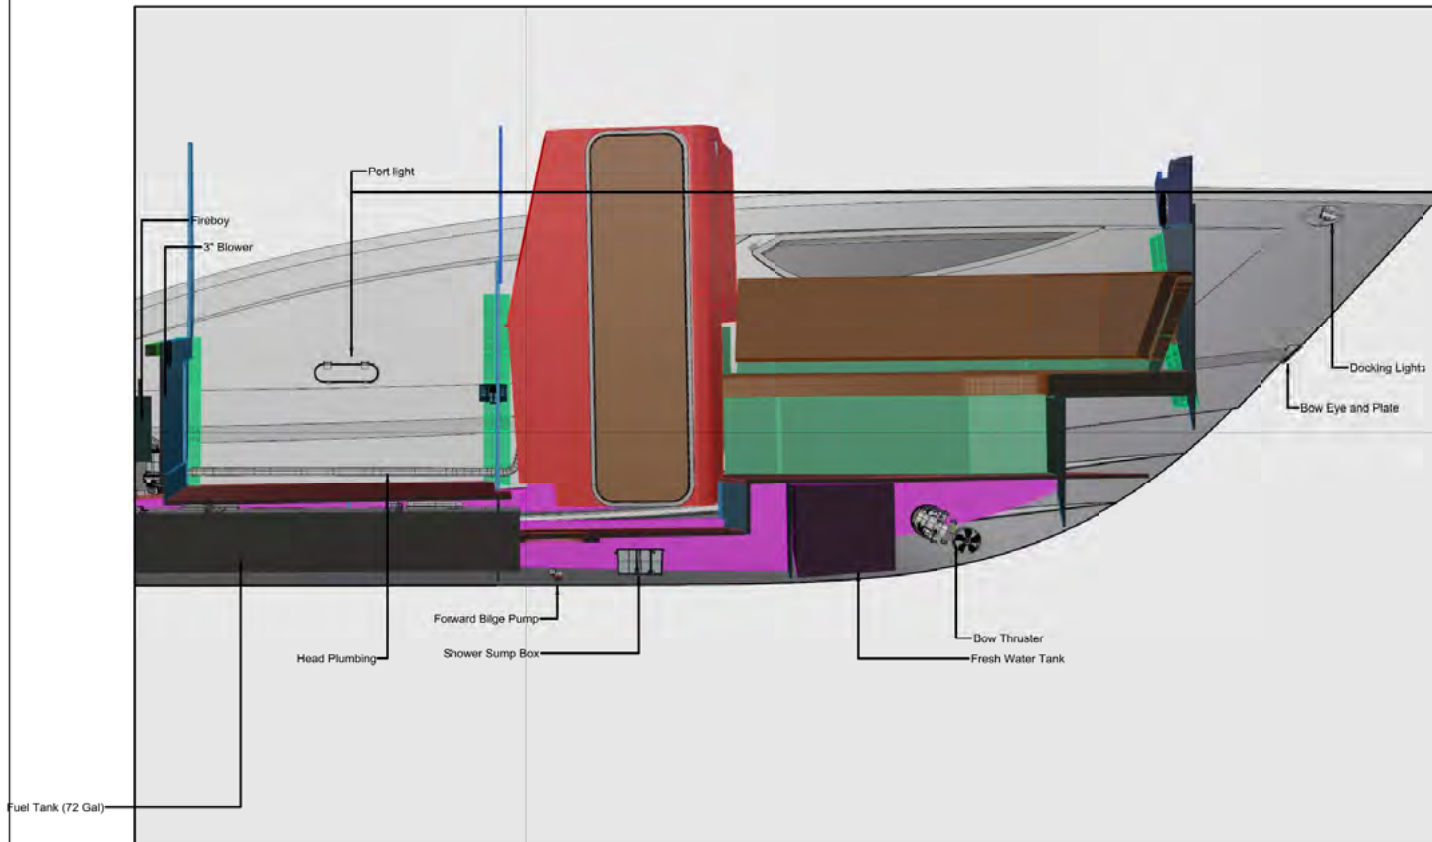 Port light
Fireboy
3" Blower
Docking Lights
Bow Eye and Plate
Forward Bilge Pump
Bow Thruster
Shower Sump Box
Head Plumbing
Fresh Water Tank
Fuel Tank (72 Gal)